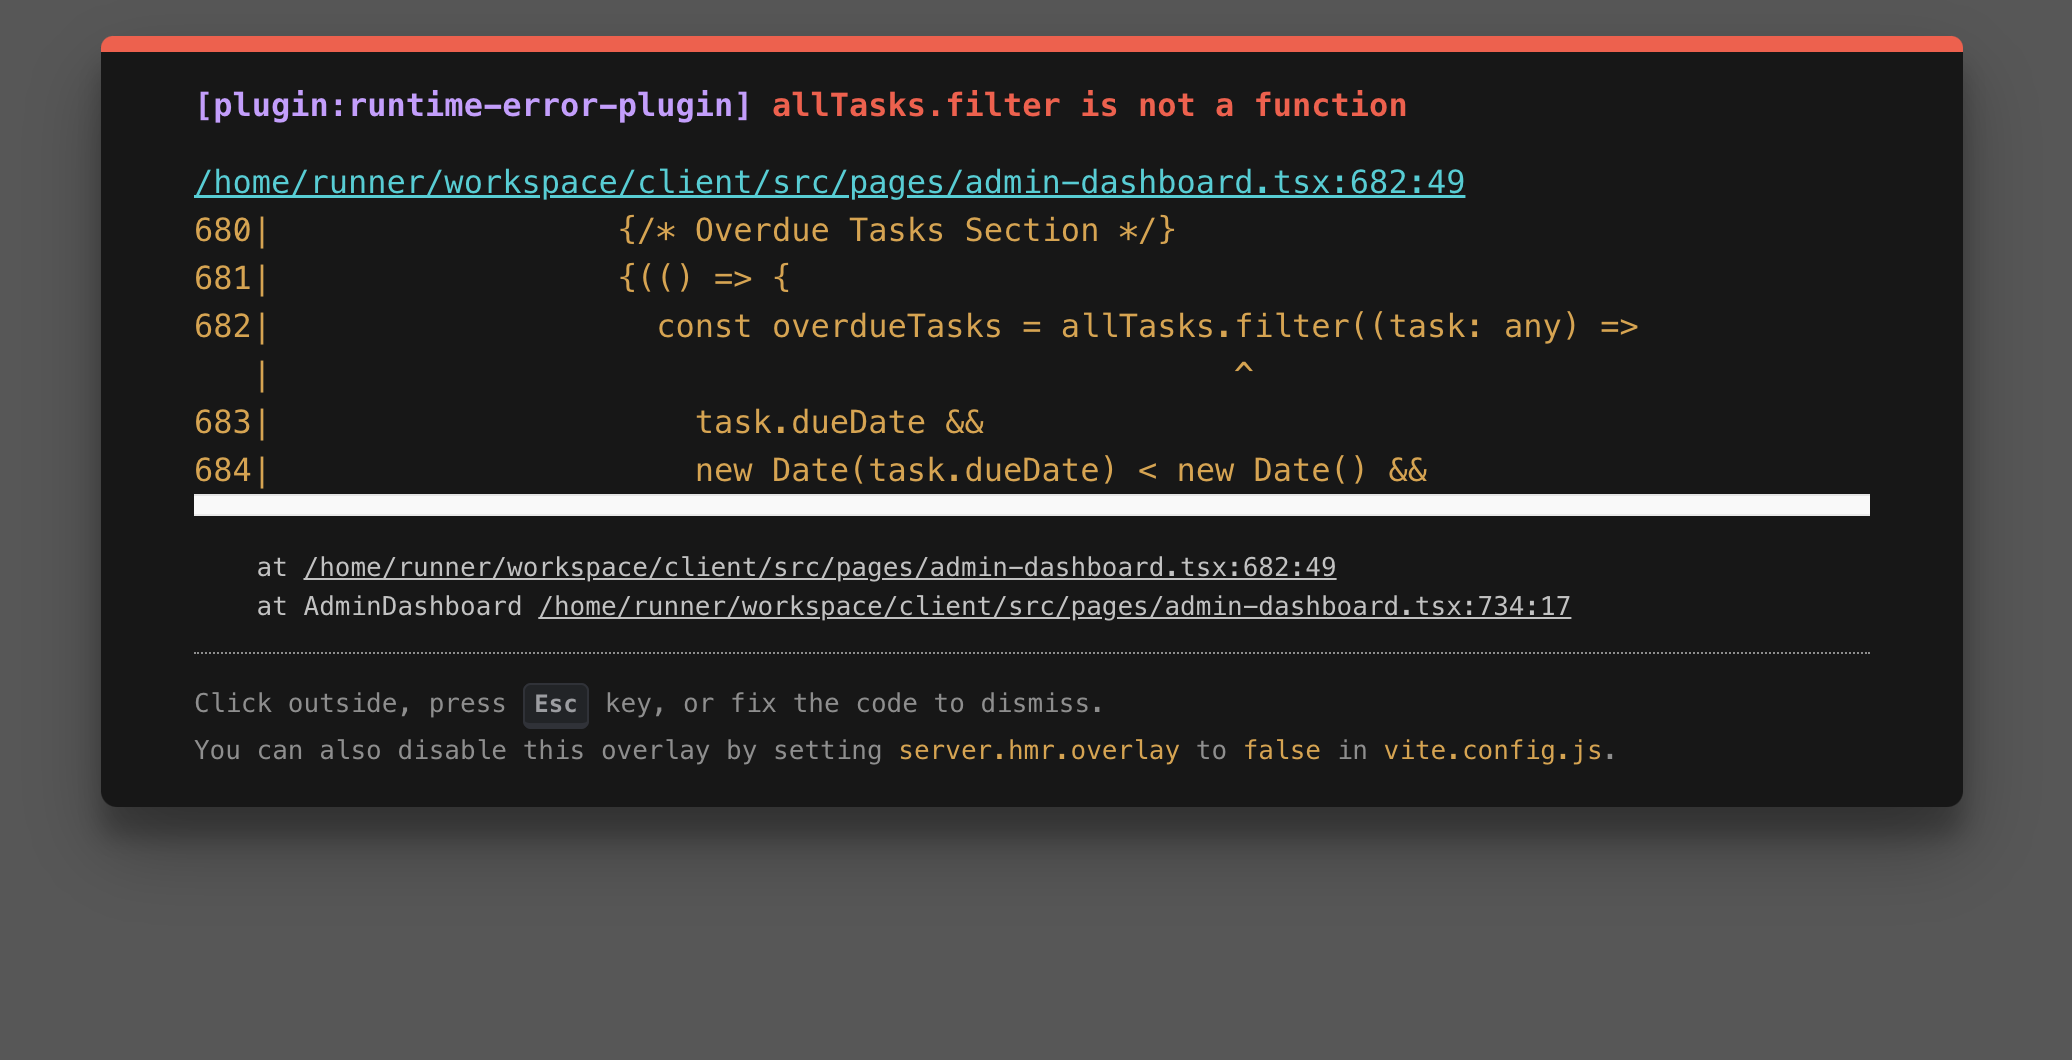 [plugin:runtime-error-plugin] allTasks.filter is not a function
/home/runner/workspace/client/src/pages/admin-dashboard.tsx:682:49
680|                  {/* Overdue Tasks Section */}
681|                  {(() => {
682|                    const overdueTasks = allTasks.filter((task: any) =>
   |                                                  ^
683|                      task.dueDate &&
684|                      new Date(task.dueDate) < new Date() &&
at /home/runner/workspace/client/src/pages/admin-dashboard.tsx:682:49
at AdminDashboard /home/runner/workspace/client/src/pages/admin-dashboard.tsx:734:17
Click outside, press Esc key, or fix the code to dismiss.
You can also disable this overlay by setting server.hmr.overlay to false in vite.config.js.